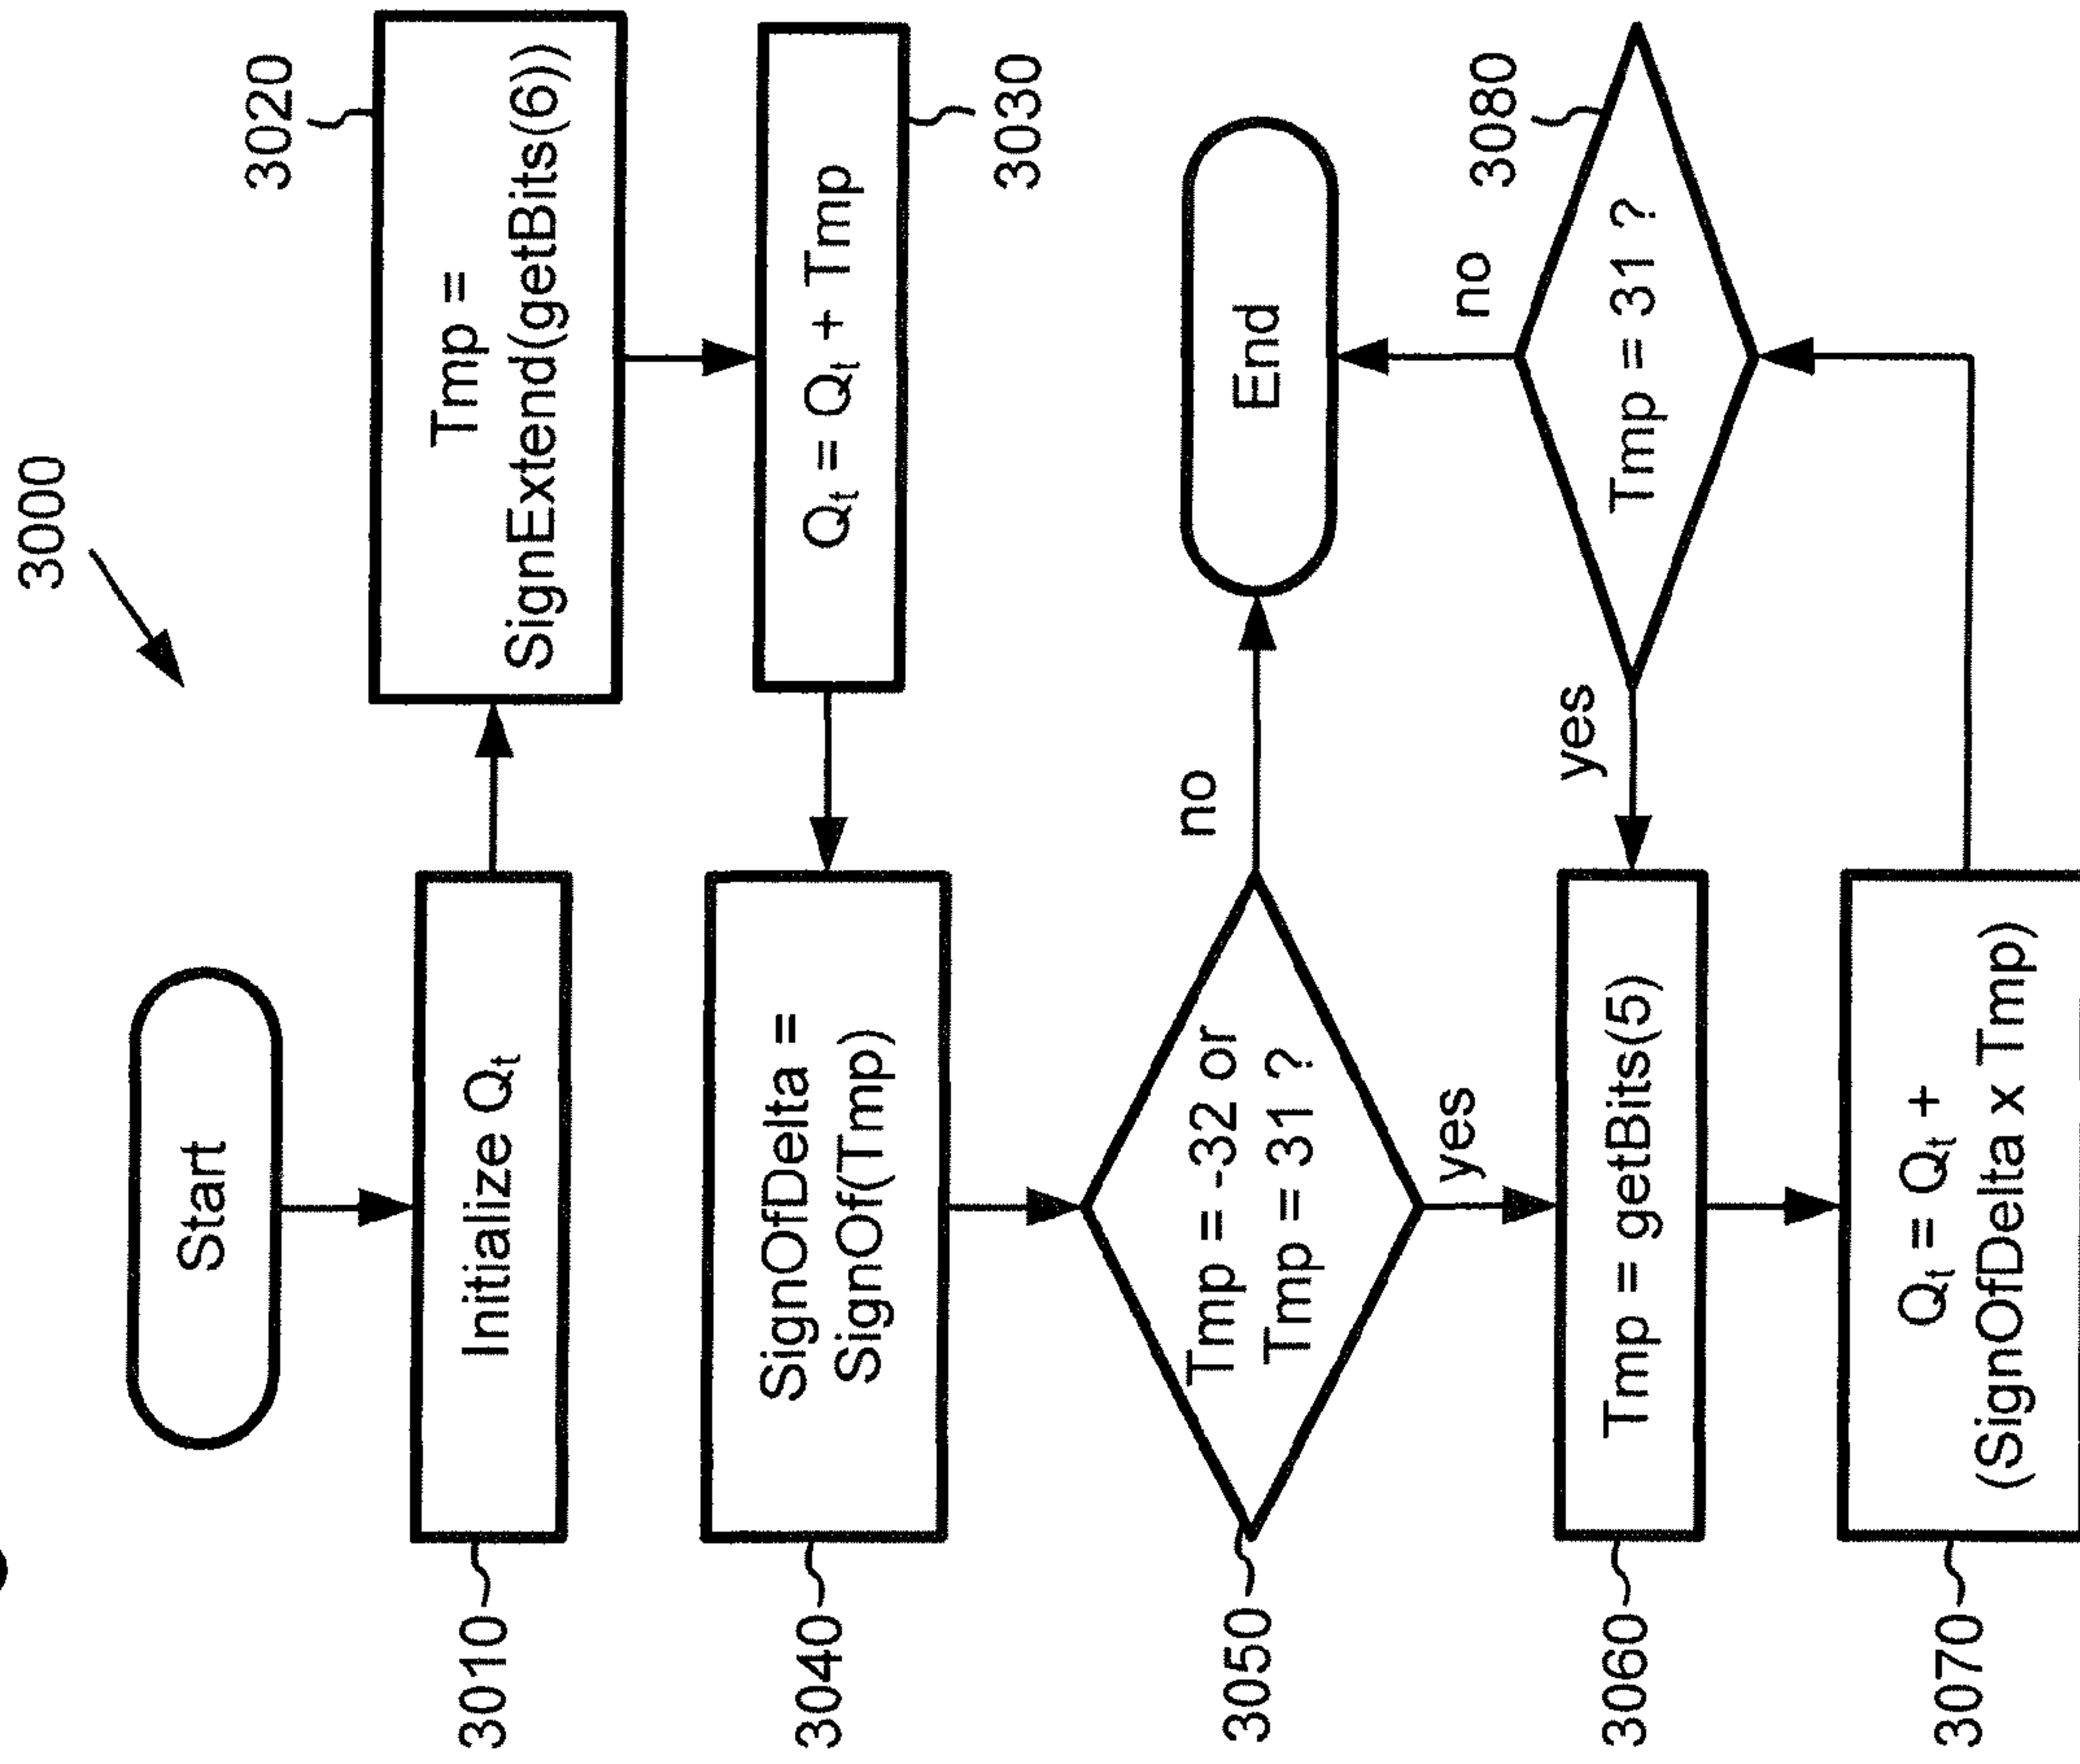 3000
Start
3010
Initialize Qt
3020
Tmp =
SignExtend(getBits(6))
3030
Qt = Qt + Tmp
3040
SignOfDelta =
SignOf(Tmp)
3050
Tmp = -32 or
Tmp = 31 ?
no
End
yes
3060
Tmp = getBits(5)
3070
Qt = Qt +
(SignOfDelta x Tmp)
3080
Tmp = 31 ?
no
yes